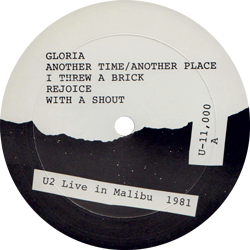 GLORIA
ANOTHER TIME/ANOTHER PLACE
I THREW A BRICK
REJOICE
WITH A SHOUT
U-11,000
A
U2 Live in Malibu 1981